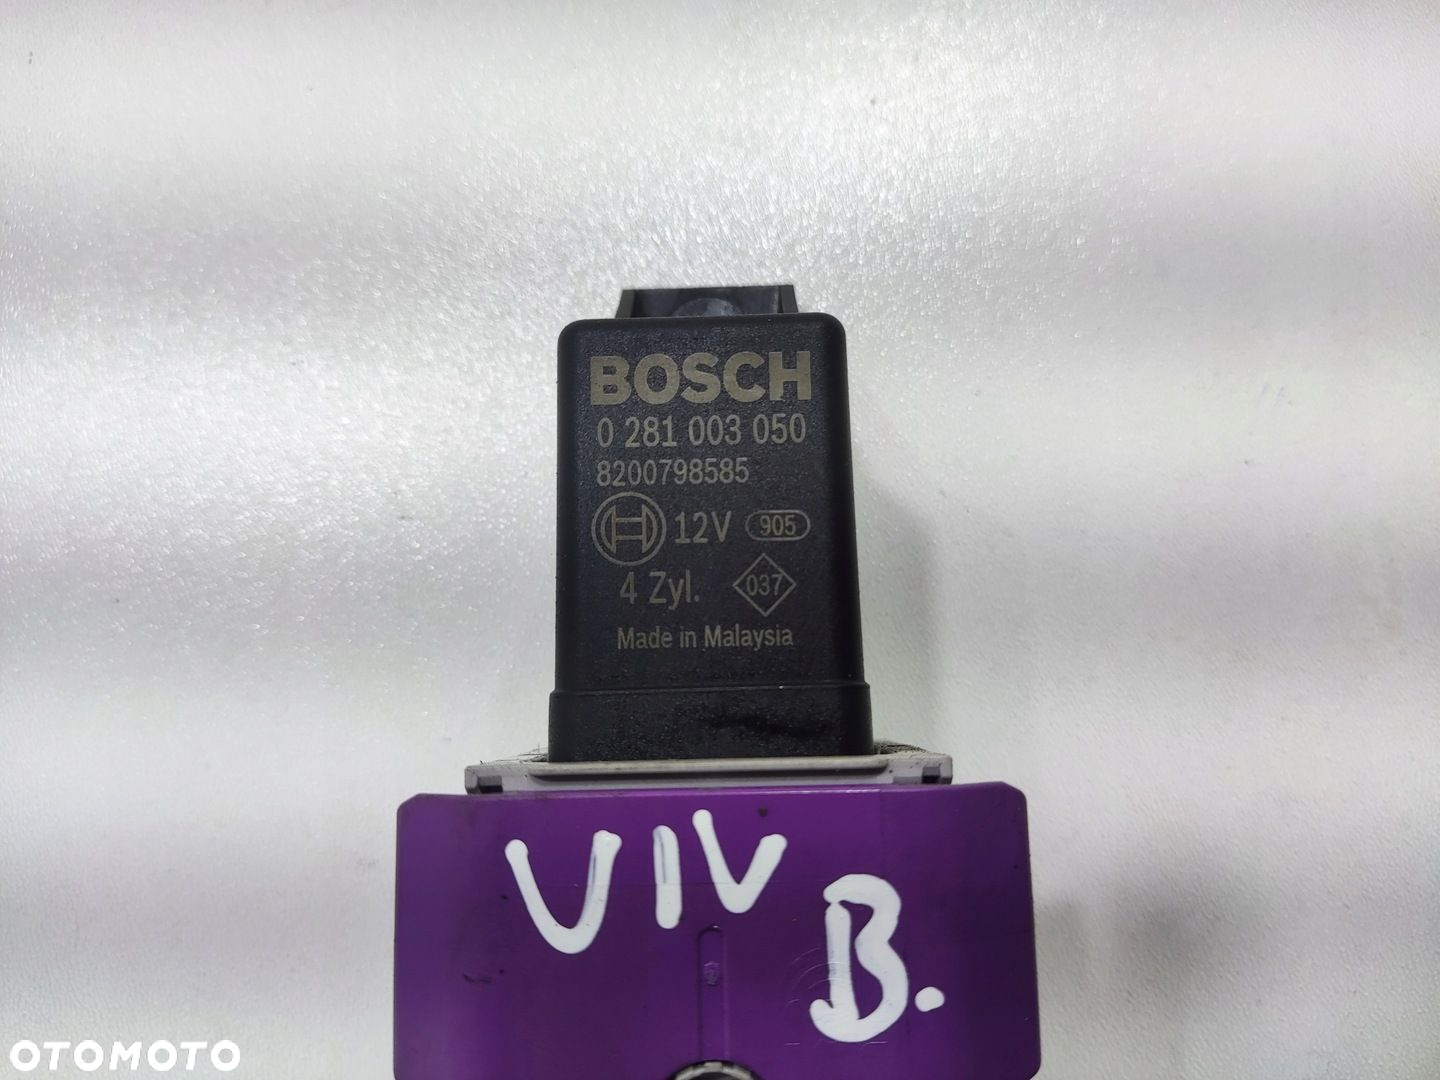 BOSCH
0 281 003 050
8200798585
12V 905
4 Zyl. 037
Made in Malaysia
VIV
B.
OTOMOTO